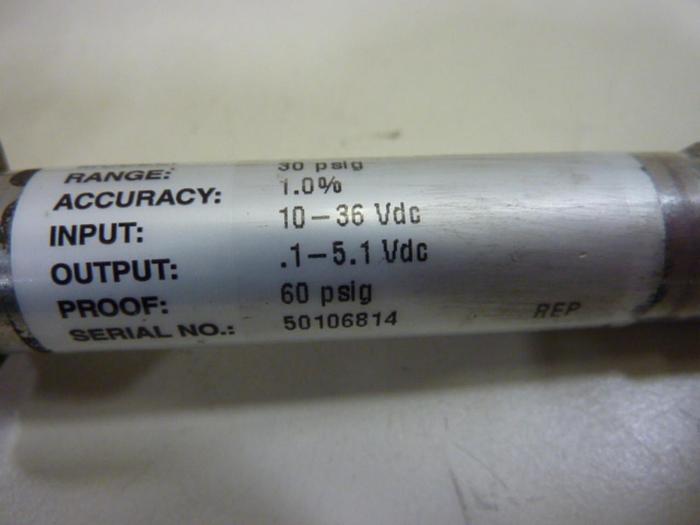 RANGE: 30 psig
ACCURACY: 1.0%
INPUT: 10-36 Vdc
OUTPUT: .1-5.1 Vdc
PROOF: 60 psig
SERIAL NO.: 50106814 REP